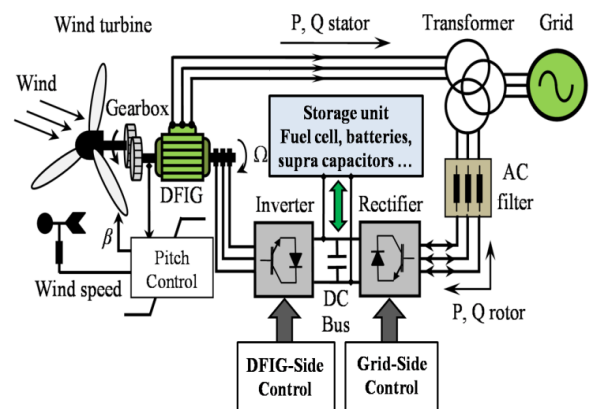 Wind turbine
P, Q stator
Transformer
Grid
Wind
Gearbox
DFIG
Ω
Storage unit
Fuel cell, batteries,
supra capacitors ...
AC
filter
Inverter
Rectifier
β
Pitch
Control
Wind speed
DC
Bus
P, Q rotor
DFIG-Side
Control
Grid-Side
Control